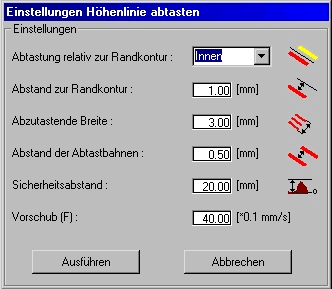 Einstellungen Höhenlinie abtasten
Einstellungen
Abtastung relativ zur Randkontur : Innen
Abstand zur Randkontur : 1.00 [mm]
Abzutastende Breite : 3.00 [mm]
Abstand der Abtastbahnen : 0.50 [mm]
Sicherheitsabstand : 20.00 [mm]
Vorschub (F) : 40.00 [*0.1 mm/s]
Ausführen Abbrechen